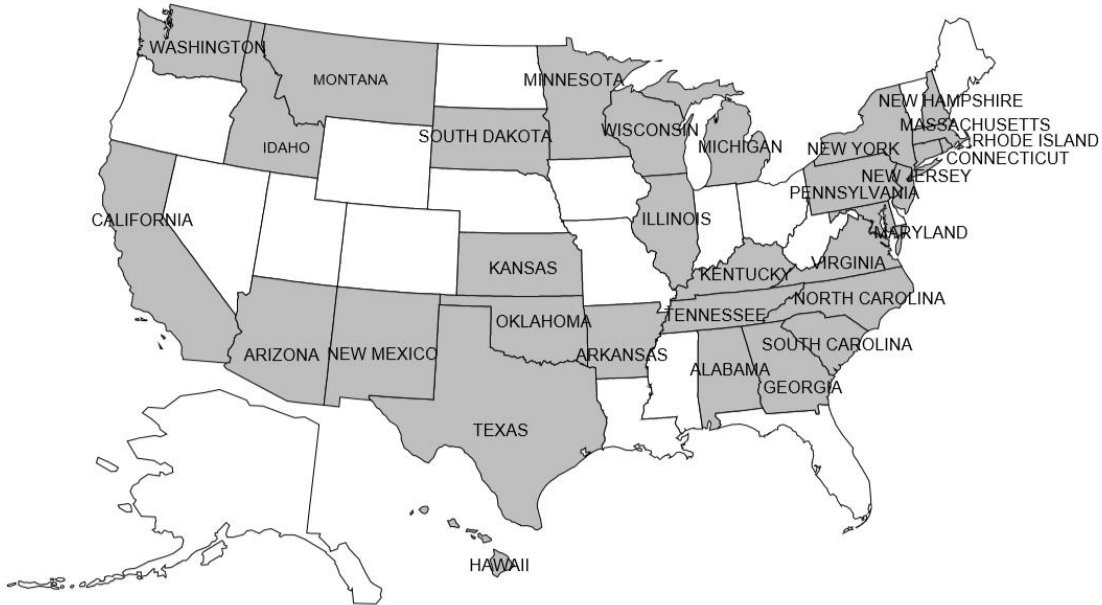 WASHINGTON
MONTANA
MINNESOTA
NEW HAMPSHIRE
SOUTH DAKOTA
WISCONSIN
MASSACHUSETTS
IDAHO
MICHIGAN
NEW YORK
RHODE ISLAND
CONNECTICUT
NEW JERSEY
PENNSYLVANIA
CALIFORNIA
ILLINOIS
MARYLAND
KANSAS
KENTUCKY
VIRGINIA
NORTH CAROLINA
OKLAHOMA
TENNESSEE
ARIZONA
NEW MEXICO
ARKANSAS
SOUTH CAROLINA
ALABAMA
GEORGIA
TEXAS
HAWAII